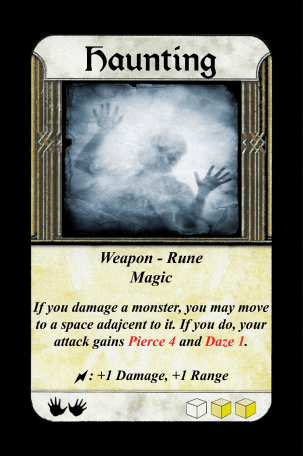 Haunting
Weapon - Rune
Magic
If you damage a monster, you may move
to a space adajcent to it. If you do, your
attack gains Pierce 4 and Daze 1.
: +1 Damage, +1 Range